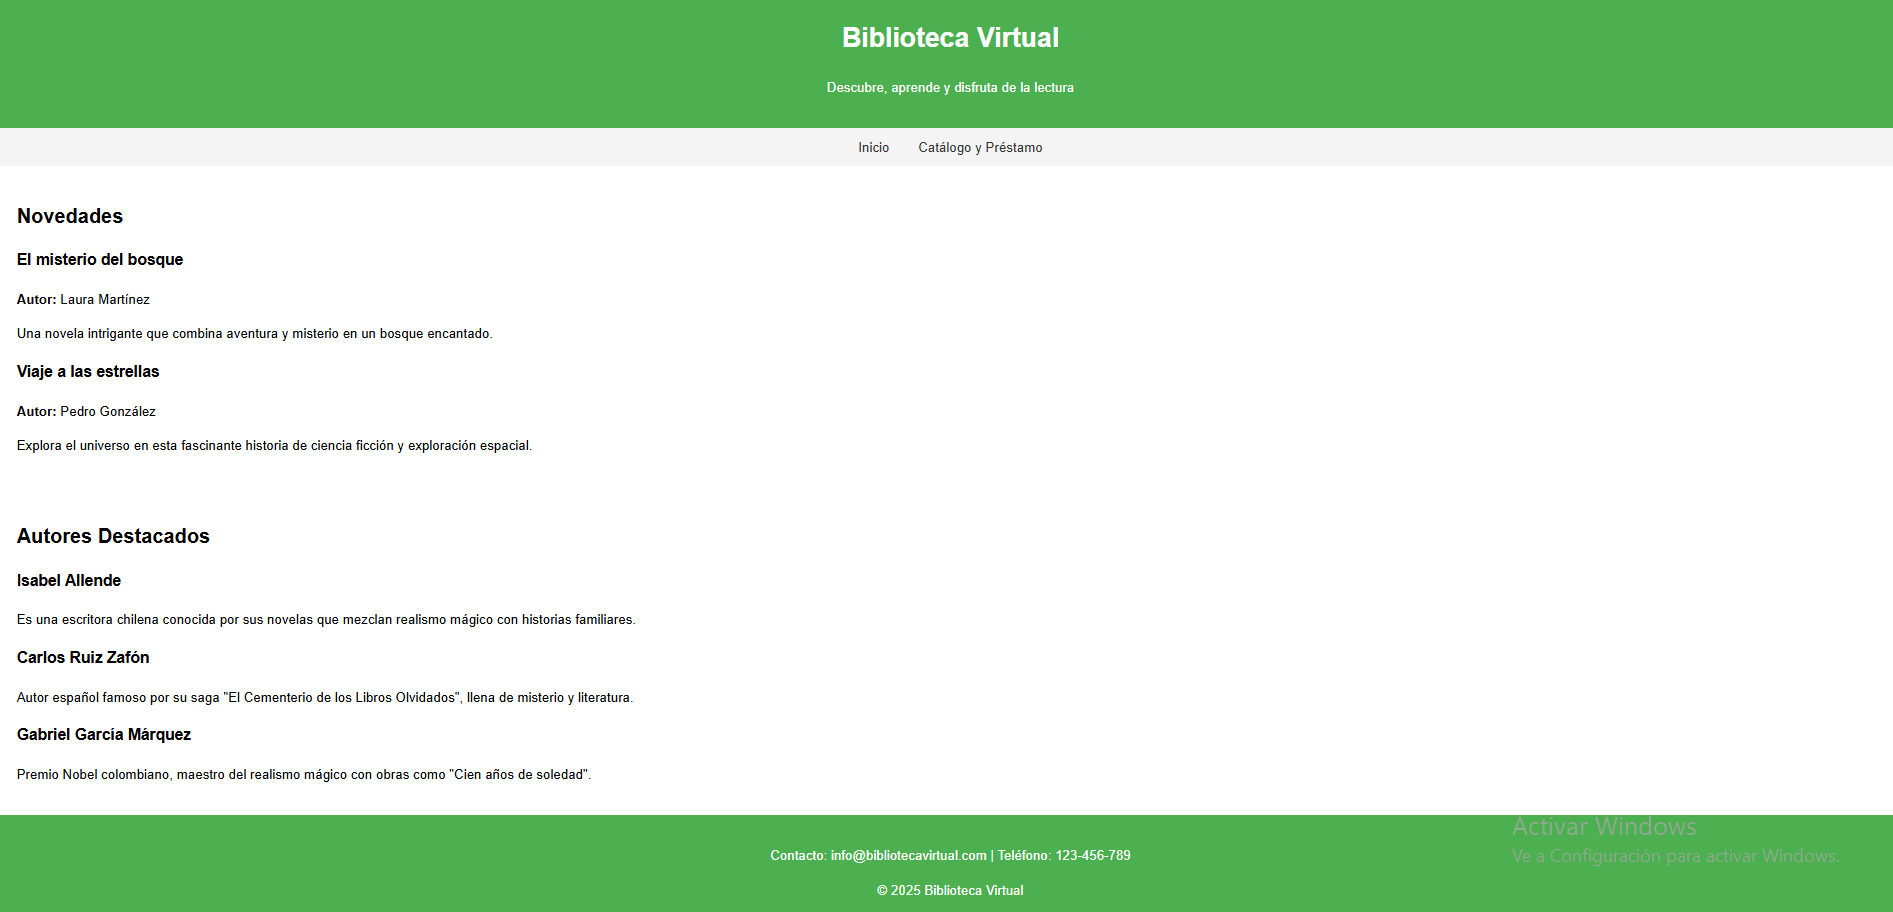 Biblioteca Virtual
Descubre, aprende y disfruta de la lectura
Inicio Catálogo y Préstamo
Novedades
El misterio del bosque
Autor: Laura Martínez
Una novela intrigante que combina aventura y misterio en un bosque encantado.
Viaje a las estrellas
Autor: Pedro González
Explora el universo en esta fascinante historia de ciencia ficción y exploración espacial.
Autores Destacados
Isabel Allende
Es una escritora chilena conocida por sus novelas que mezclan realismo mágico con historias familiares.
Carlos Ruiz Zafón
Autor español famoso por su saga "El Cementerio de los Libros Olvidados", llena de misterio y literatura.
Gabriel García Márquez
Premio Nobel colombiano, maestro del realismo mágico con obras como "Cien años de soledad".
Activar Windows
Ve a Configuración para activar Windows.
Contacto: info@bibliotecavirtual.com | Teléfono: 123-456-789
© 2025 Biblioteca Virtual